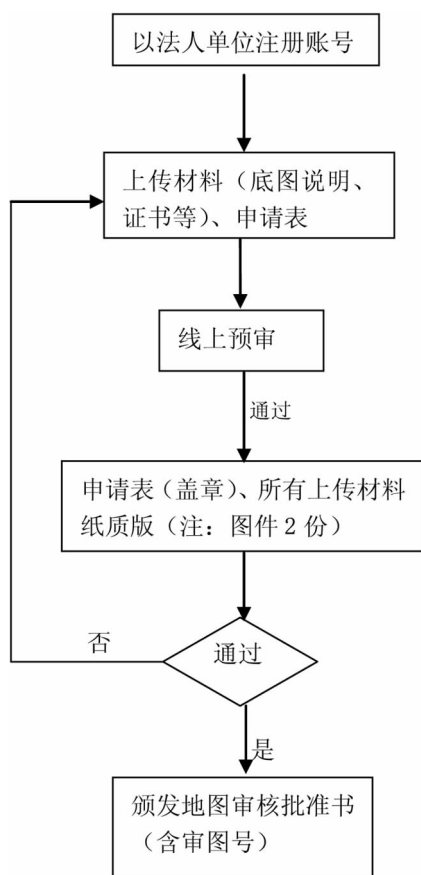 以法人单位注册账号
上传材料（底图说明、
证书等）、申请表
线上预审
通过
申请表（盖章）、所有上传材料
纸质版（注：图件 2 份）
否
通过
是
颁发地图审核批准书
（含审图号）